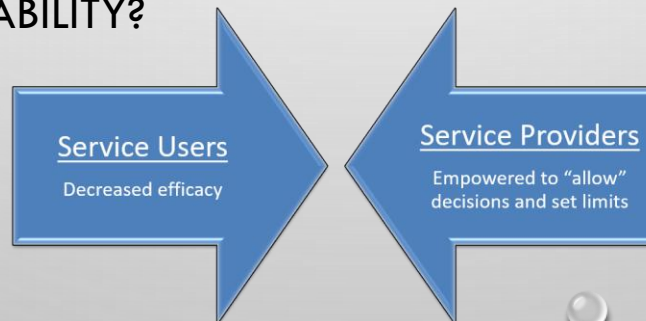 ABILITY?
Service Users
Decreased efficacy
Service Providers
Empowered to “allow”
decisions and set limits